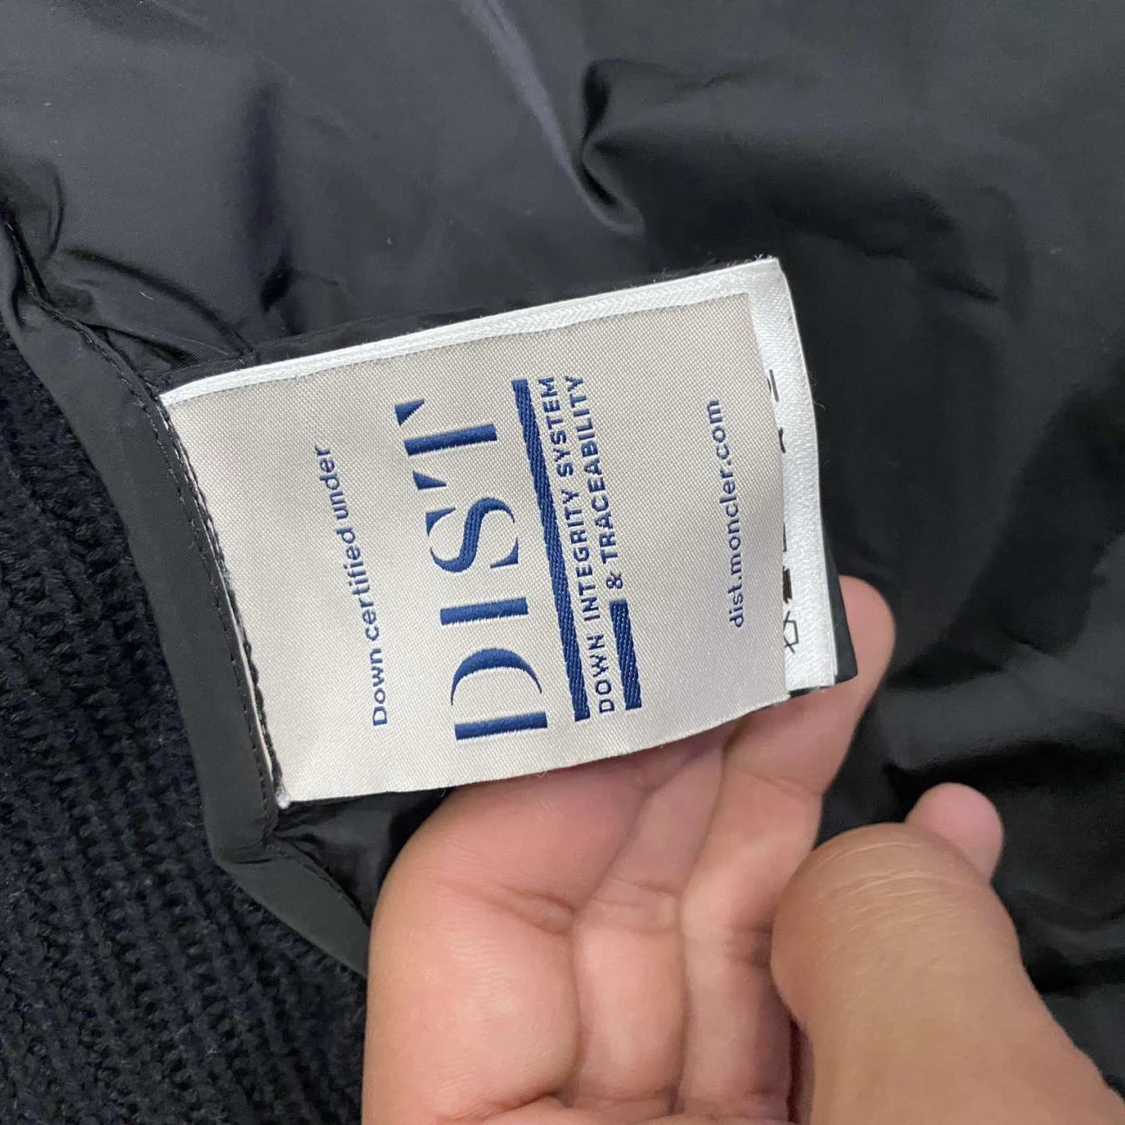 Down certified under
DIST
DOWN INTEGRITY SYSTEM
& TRACEABILITY
dist.moncler.com